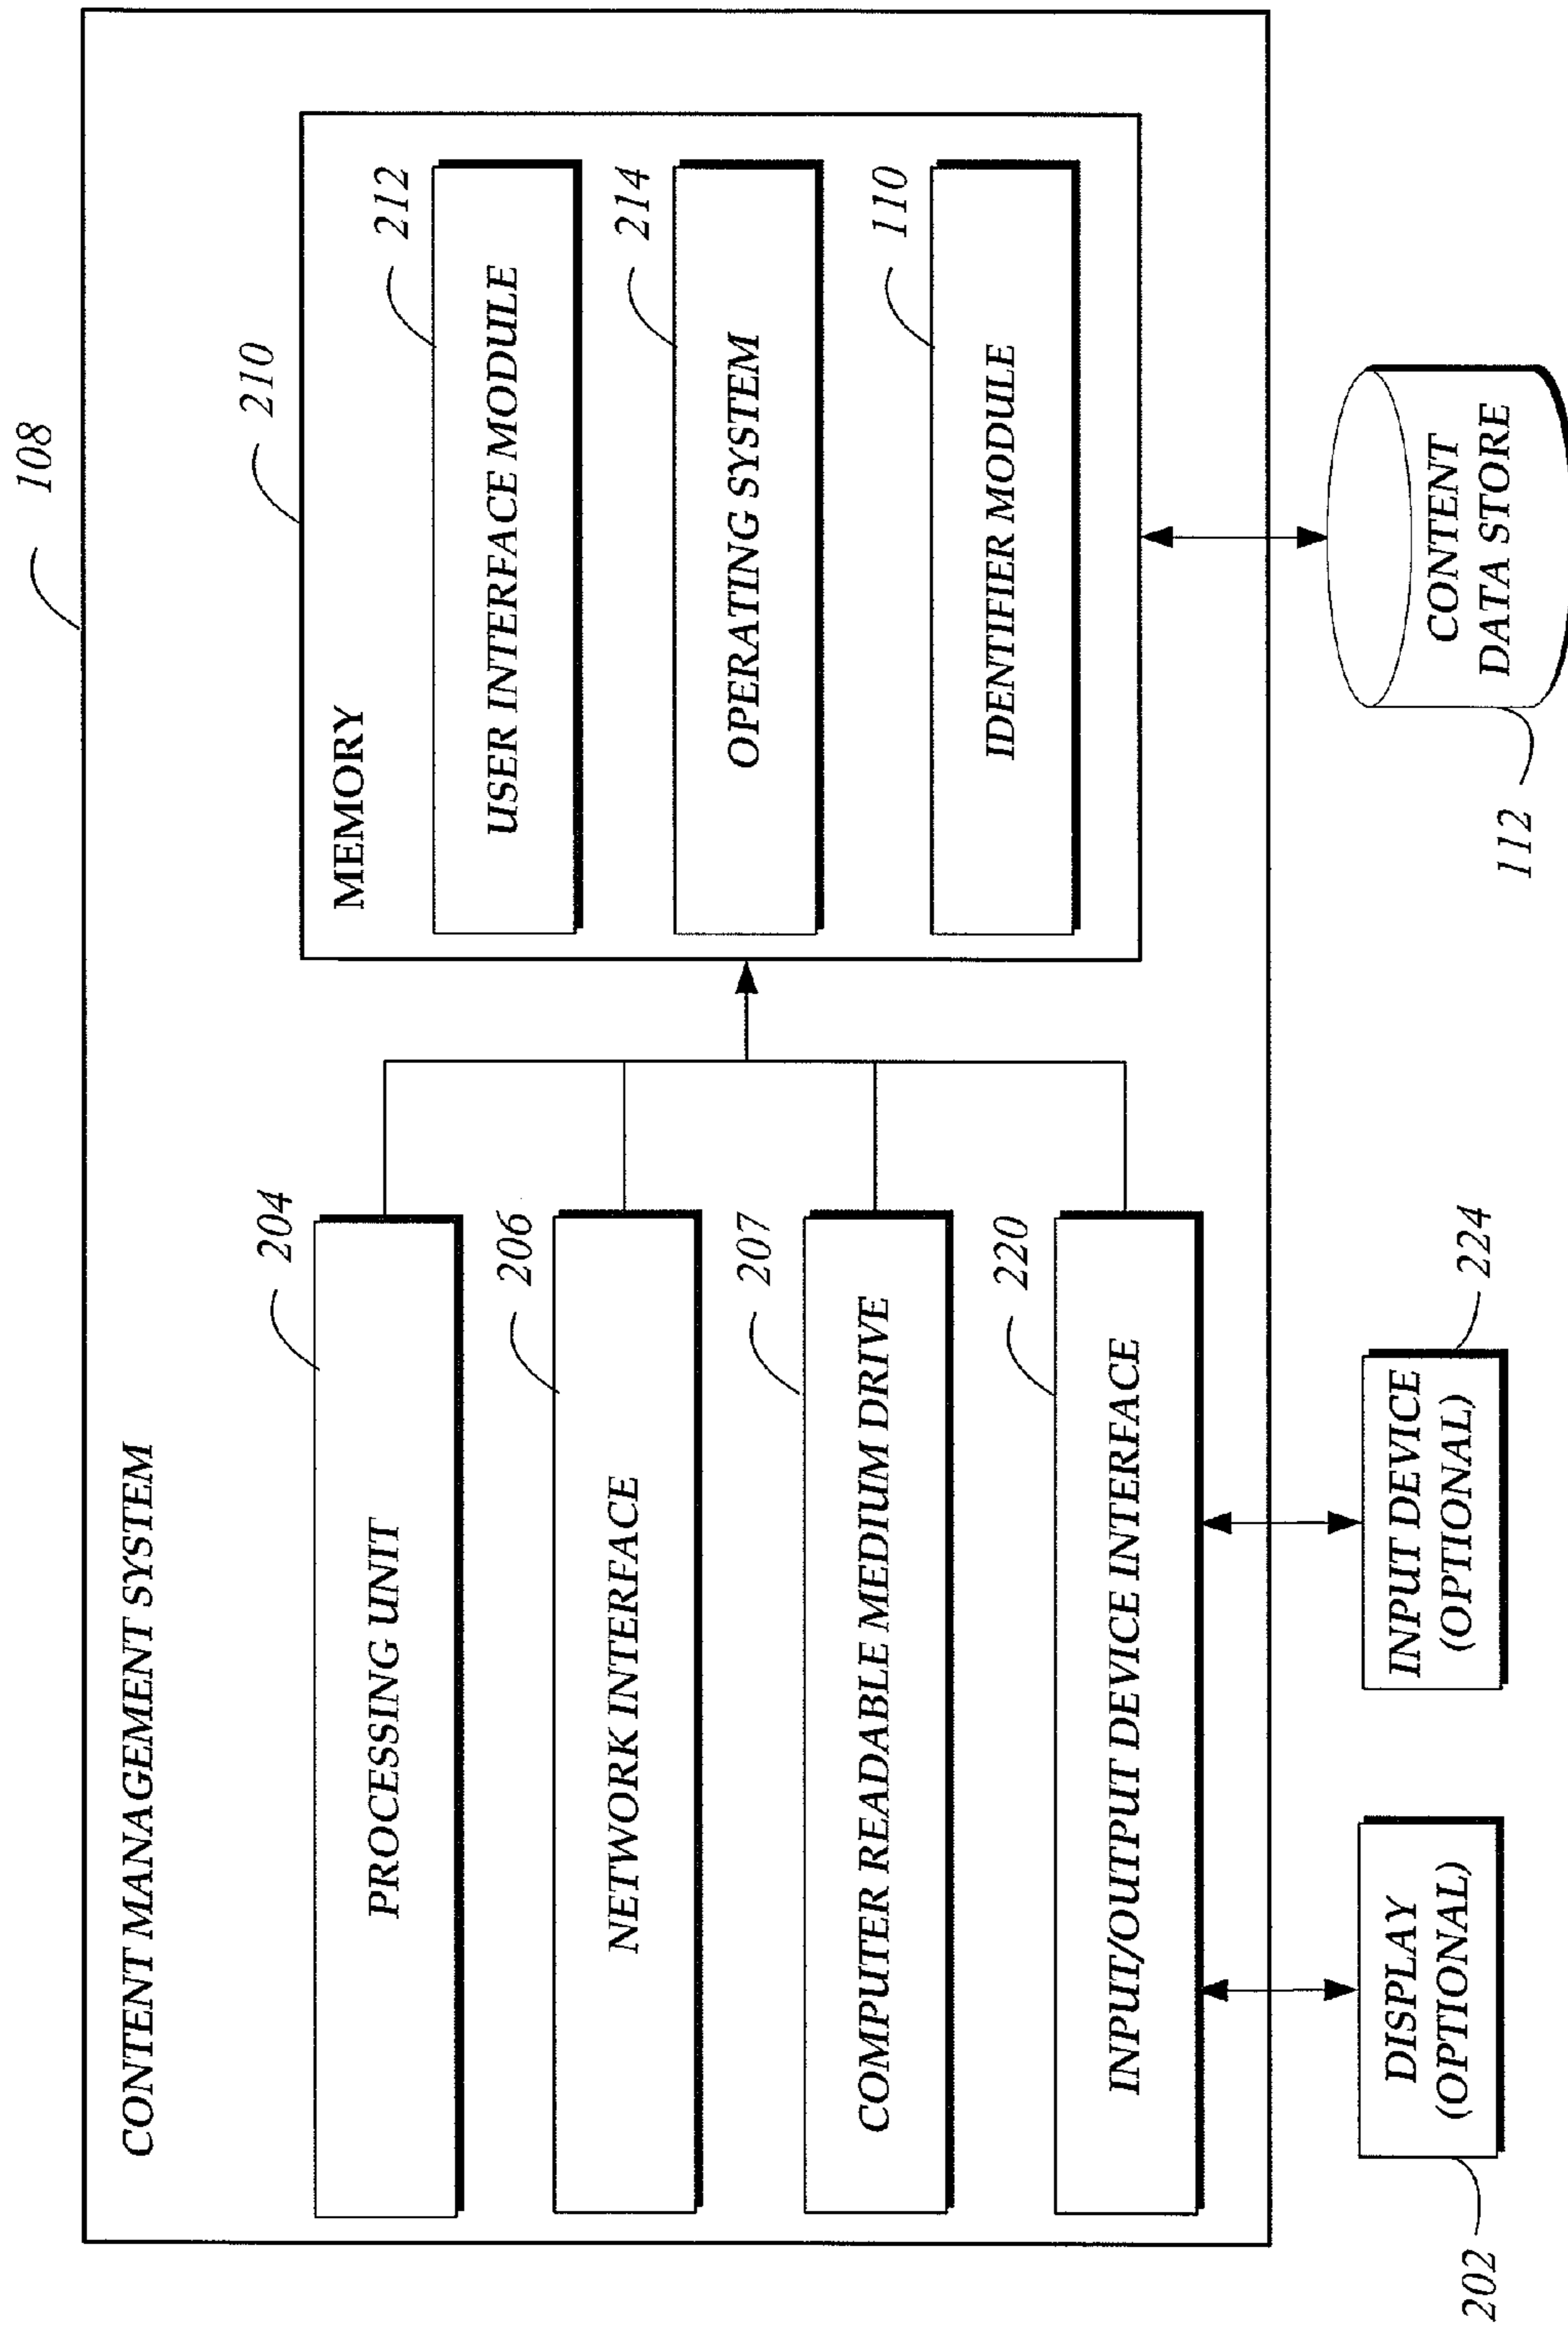 108
CONTENT MANAGEMENT SYSTEM
204
PROCESSING UNIT
206
NETWORK INTERFACE
207
COMPUTER READABLE MEDIUM DRIVE
220
INPUT/OUTPUT DEVICE INTERFACE
210
MEMORY
212
USER INTERFACE MODULE
214
OPERATING SYSTEM
110
IDENTIFIER MODULE
202
DISPLAY
(OPTIONAL)
INPUT DEVICE
(OPTIONAL)
224
112
CONTENT
DATA STORE